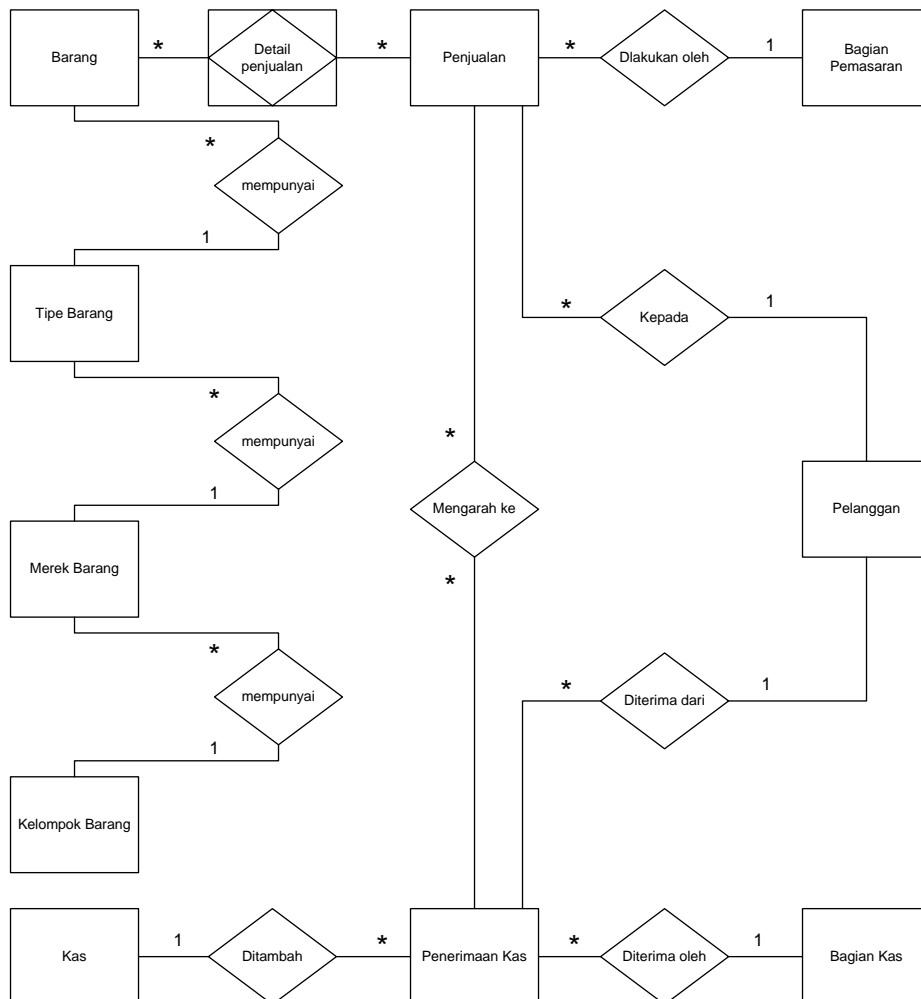 Barang
*
Detail
penjualan
*
Penjualan
*
Dlakukan oleh
1
Bagian
Pemasaran
*
mempunyai
1
Tipe Barang
*
Kepada
1
*
mempunyai
1
*
Mengarah ke
*
Pelanggan
Merek Barang
*
mempunyai
1
*
Diterima dari
1
Kelompok Barang
Kas
1
Ditambah
*
Penerimaan Kas
*
Diterima oleh
1
Bagian Kas